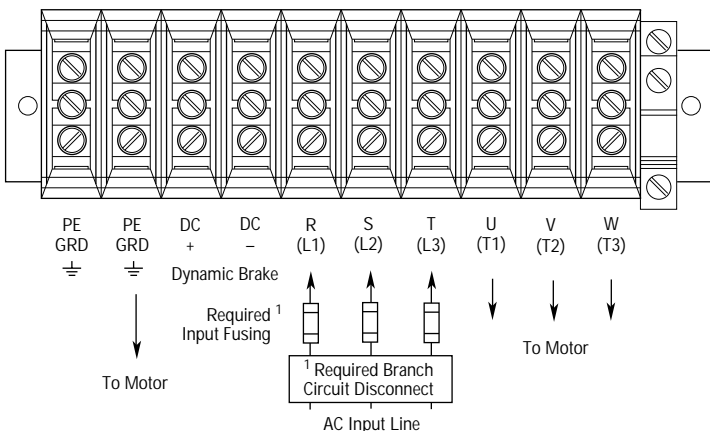 PE GRD
PE GRD
DC +
DC –
R (L1)
S (L2)
T (L3)
U (T1)
V (T2)
W (T3)
Dynamic Brake
Required 1
Input Fusing
To Motor
1 Required Branch
Circuit Disconnect
To Motor
AC Input Line